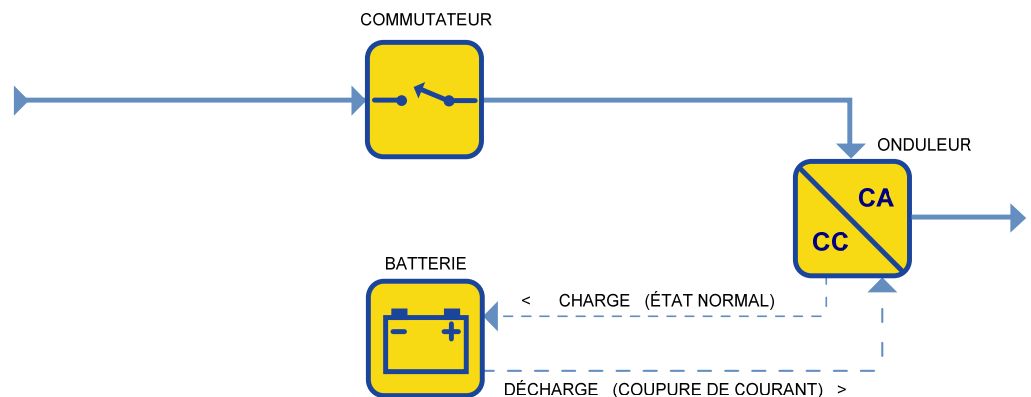 COMMUTATEUR
ONDULEUR
CA
CC
BATTERIE
< CHARGE (ÉTAT NORMAL)
- +
DÉCHARGE (COUPURE DE COURANT) >